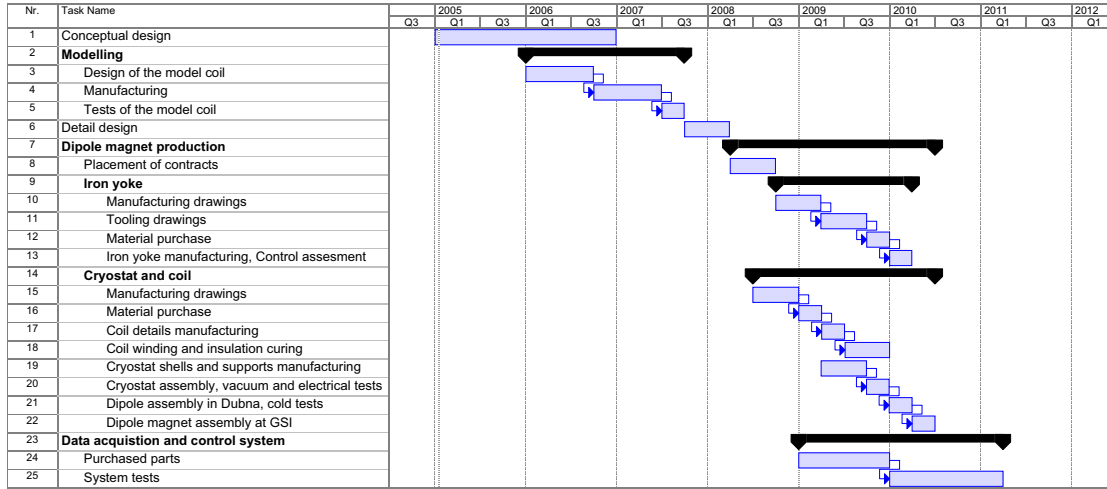 Nr. Task Name 2005 2006 2007 2008 2009 2010 2011 2012
Q3 Q1 Q3 Q1 Q3 Q1 Q3 Q1 Q3 Q1 Q3 Q1 Q3 Q1 Q3 Q1
1 Conceptual design
2 Modelling
3 Design of the model coil
4 Manufacturing
5 Tests of the model coil
6 Detail design
7 Dipole magnet production
8 Placement of contracts
9 Iron yoke
10 Manufacturing drawings
11 Tooling drawings
12 Material purchase
13 Iron yoke manufacturing, Control assesment
14 Cryostat and coil
15 Manufacturing drawings
16 Material purchase
17 Coil details manufacturing
18 Coil winding and insulation curing
19 Cryostat shells and supports manufacturing
20 Cryostat assembly, vacuum and electrical tests
21 Dipole assembly in Dubna, cold tests
22 Dipole magnet assembly at GSI
23 Data acquistion and control system
24 Purchased parts
25 System tests